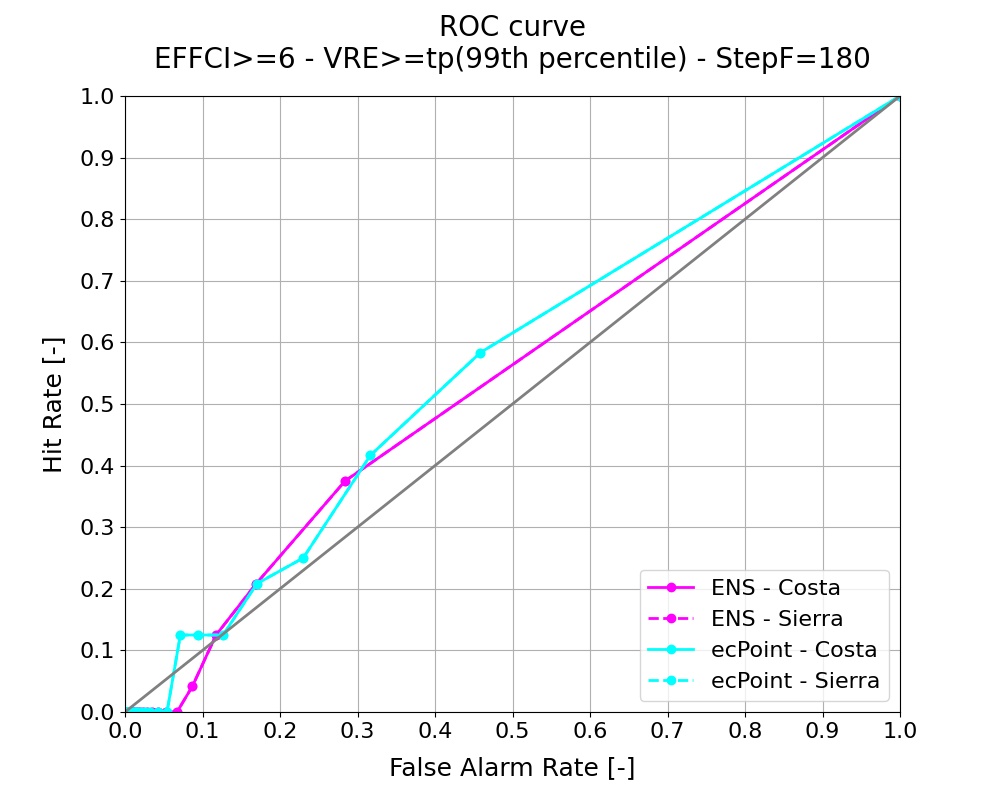 ROC curve
EFFCI>=6 - VRE>=tp(99th percentile) - StepF=180
1.0
0.9
0.8
0.7
0.6
0.5
0.4
0.3
0.2
0.1
0.0
Hit Rate [-]
ENS - Costa
ENS - Sierra
ecPoint - Costa
ecPoint - Sierra
0.0 0.1 0.2 0.3 0.4 0.5 0.6 0.7 0.8 0.9 1.0
False Alarm Rate [-]